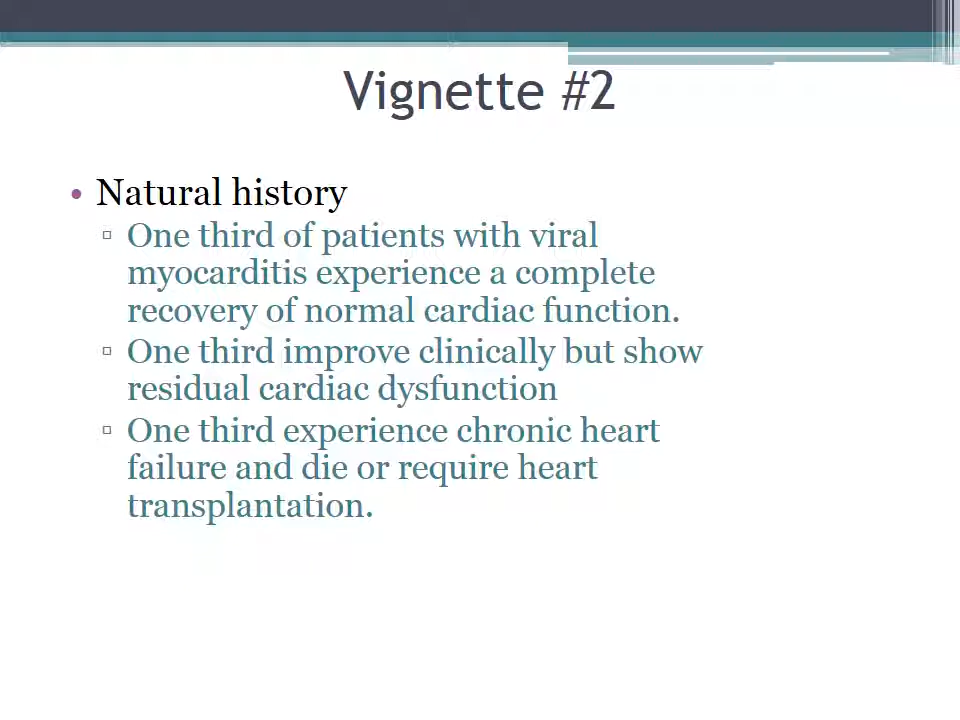 Vignette #2
• Natural history
▫ One third of patients with viral
myocarditis experience a complete
recovery of normal cardiac function.
▫ One third improve clinically but show
residual cardiac dysfunction
▫ One third experience chronic heart
failure and die or require heart
transplantation.